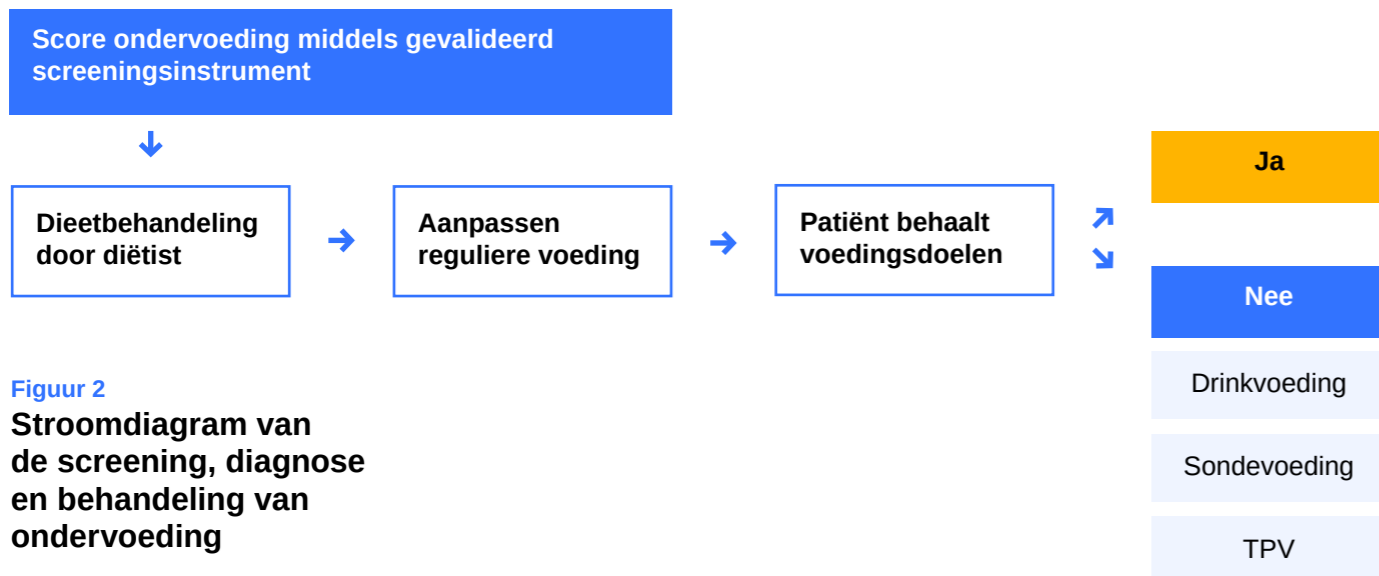 Score ondervoeding middels gevalideerd
screeningsinstrument
Dieetbehandeling
door diëtist
Aanpassen
reguliere voeding
Patiënt behaalt
voedingsdoelen
Ja
Nee
Drinkvoeding
Sondevoeding
TPV
Figuur 2
Stroomdiagram van
de screening, diagnose
en behandeling van
ondervoeding